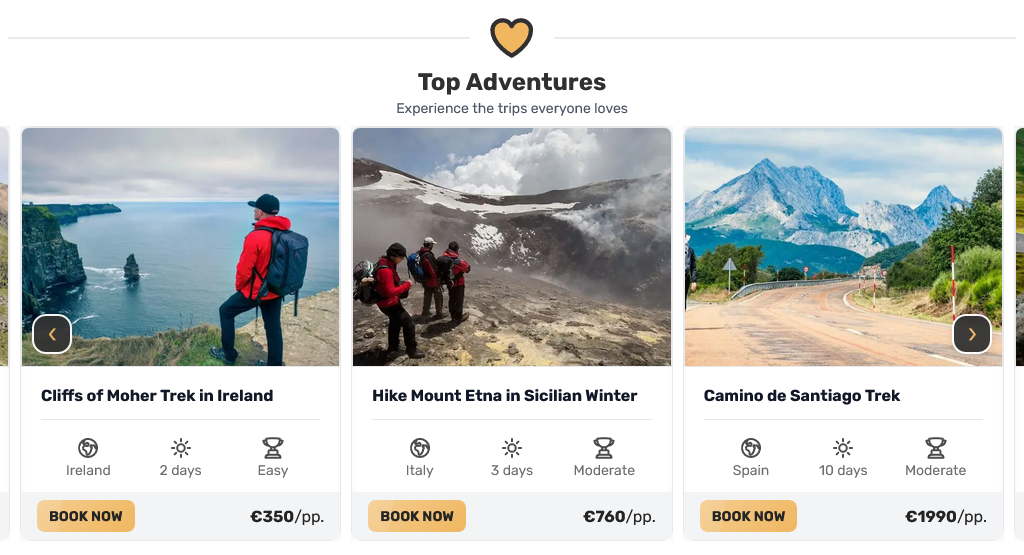 Top Adventures
Experience the trips everyone loves
Cliffs of Moher Trek in Ireland
Ireland
2 days
Easy
BOOK NOW
€350/pp.
Hike Mount Etna in Sicilian Winter
Italy
3 days
Moderate
BOOK NOW
€760/pp.
Camino de Santiago Trek
Spain
10 days
Moderate
BOOK NOW
€1990/pp.